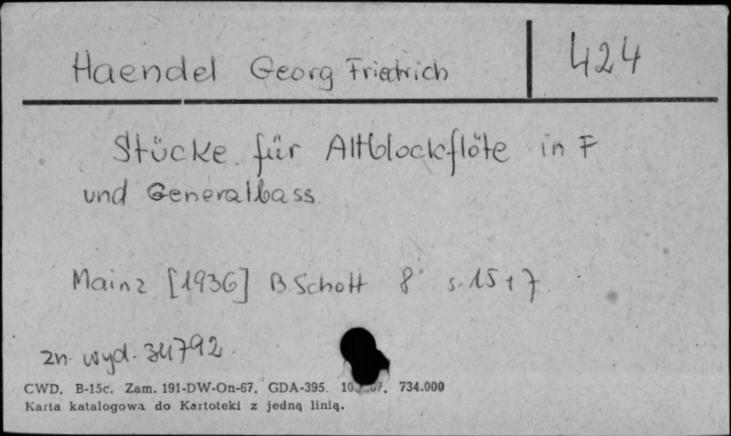 Haendel Georg Friedrich 424
Stücke für Altblockflöte in F
und Generalbass.
Mainz [1936] B. Schott 8° s. 15 + 7
zn. wyd. 34792.
CWD. B-15c. Zam. 191-DW-On-67. GDA-395. 734.000
Karta katalogowa do Kartoteki z jedną linią.